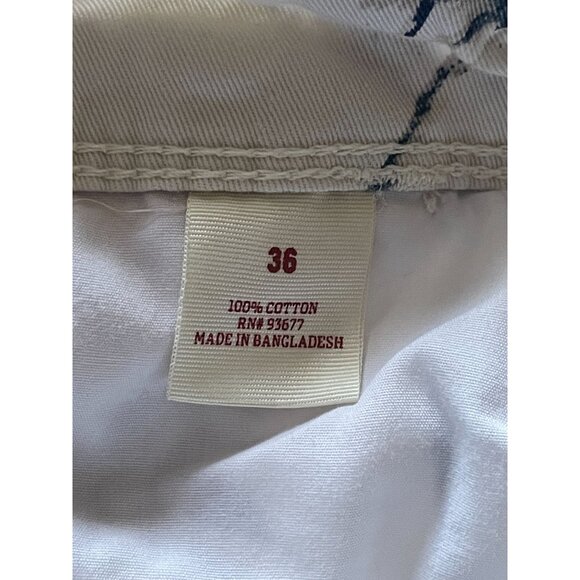 36
100% COTTON
RN# 93677
MADE IN BANGLADESH